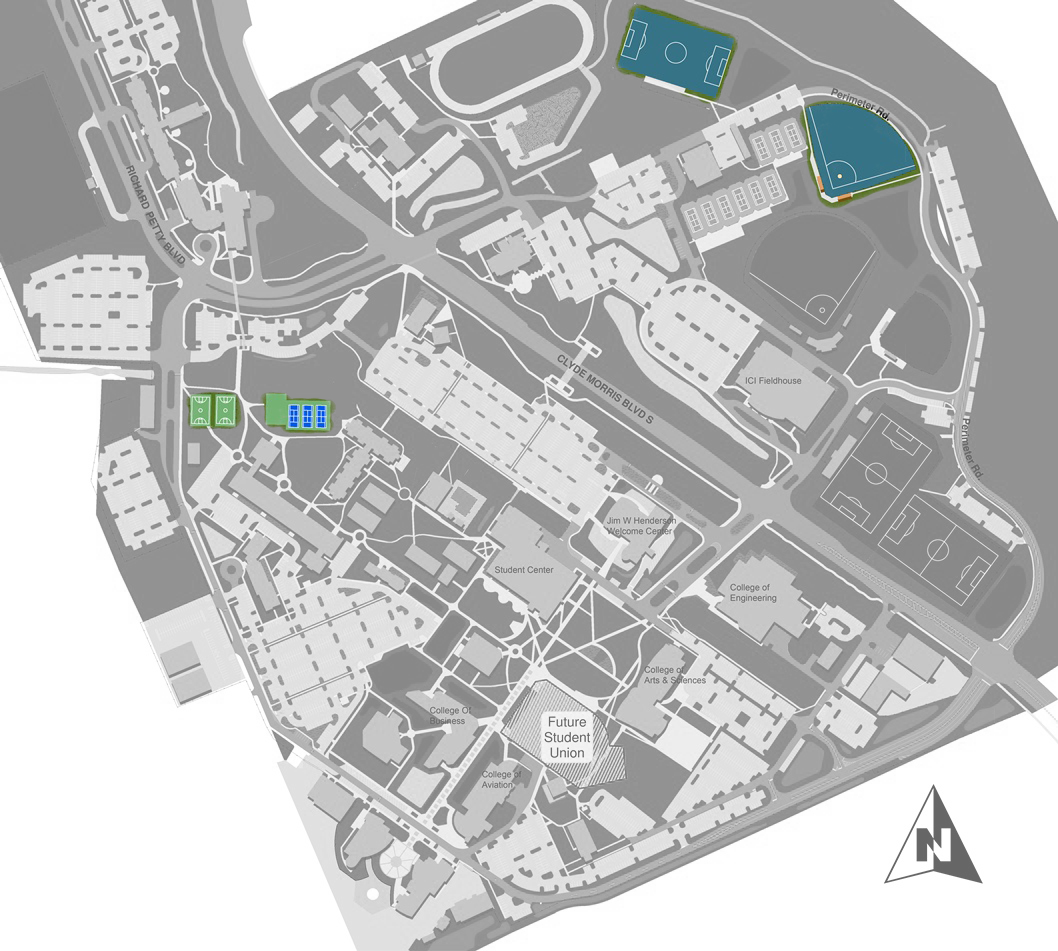 Perimeter Rd.
RICHARD PETTY BLVD
CLYDE MORRIS BLVD S
ICI Fieldhouse
Perimeter Rd
Jim W Henderson
Welcome Center
Student Center
College of
Engineering
College of
Arts & Sciences
College Of
Business
Future
Student
Union
College of
Aviation
N